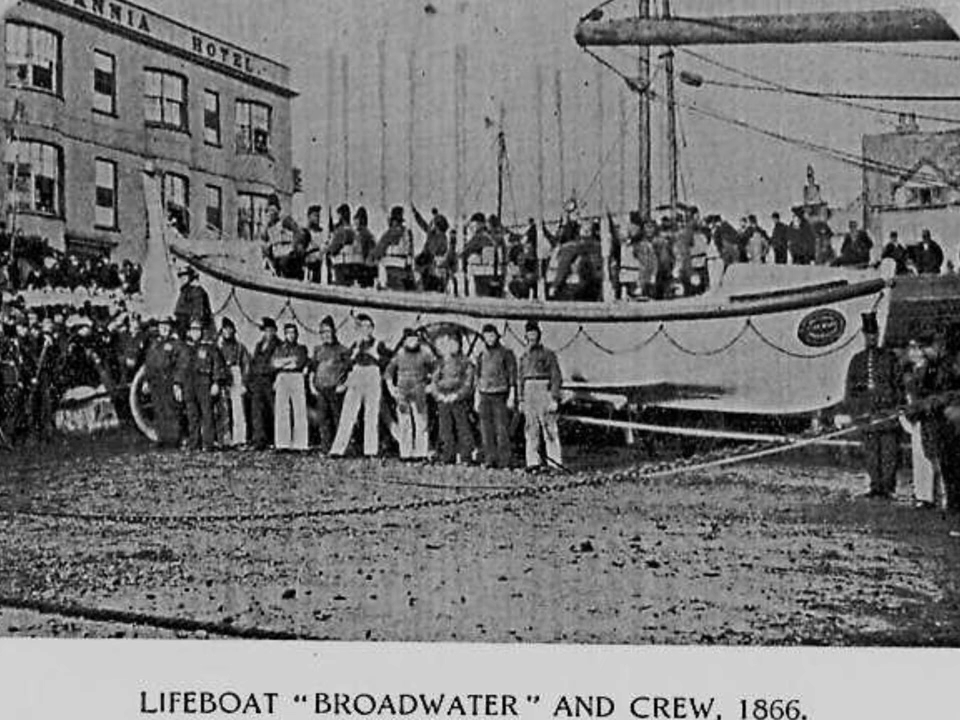 ANNIA HOTEL.
LIFEBOAT "BROADWATER" AND CREW, 1866.